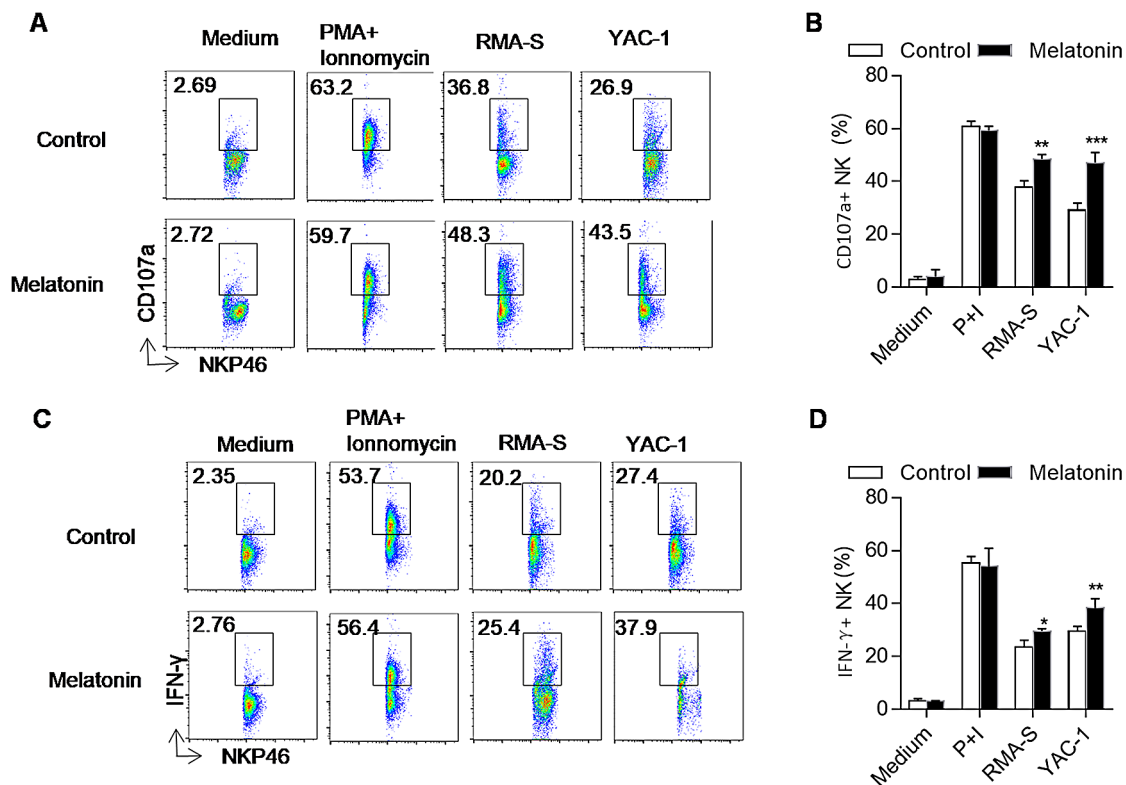 A
Medium
PMA+
Ionnomycin
RMA-S
YAC-1
Control
2.69
63.2
36.8
26.9
Melatonin
2.72
59.7
48.3
43.5
CD107a
NKP46
B
Control
Melatonin
CD107a+ NK (%)
80
60
40
20
0
**
***
Medium
P+I
RMA-S
YAC-1
C
Medium
PMA+
Ionnomycin
RMA-S
YAC-1
Control
2.35
53.7
20.2
27.4
Melatonin
2.76
56.4
25.4
37.9
IFN-γ
NKP46
D
Control
Melatonin
IFN-γ+ NK (%)
80
60
40
20
0
*
**
Medium
P+I
RMA-S
YAC-1